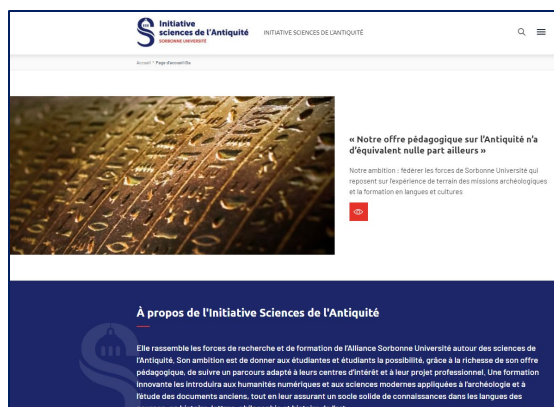 Initiative
sciences de l'Antiquité
SORBONNE UNIVERSITÉ
INITIATIVE SCIENCES DE L'ANTIQUITÉ
Accueil
« Notre offre pédagogique sur l'Antiquité n'a
d'équivalent nulle part ailleurs »
Notre ambition : fédérer les forces de Sorbonne Université qui
reposent sur l'expérience de terrain des missions archéologiques
et la formation en langues et cultures
À propos de l'Initiative Sciences de l'Antiquité
Elle rassemble les forces de recherche et de formation de l'Alliance Sorbonne Université autour des sciences de
l'Antiquité. Son ambition est de donner aux étudiantes et étudiants la possibilité, grâce à la richesse de son offre
pédagogique, de suivre un parcours adapté à leurs centres d'intérêt et à leur projet professionnel. Une formation
innovante les introduira aux humanités numériques et aux sciences modernes appliquées à l'archéologie et à
l'étude des documents anciens, tout en leur assurant un socle solide de connaissances dans les langues des